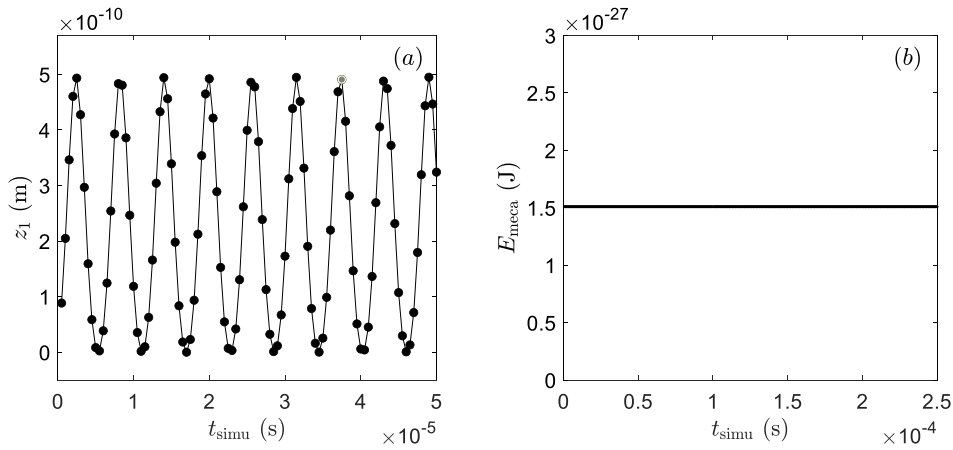 ×10⁻¹⁰
(a)
5
4
3
2
1
0
z₁ (m)
0 1 2 3 4 5
t_simu (s)
×10⁻⁵
×10⁻²⁷
(b)
3
2.5
2
1.5
1
0.5
0
E_meca (J)
0 0.5 1 1.5 2 2.5
t_simu (s)
×10⁻⁴